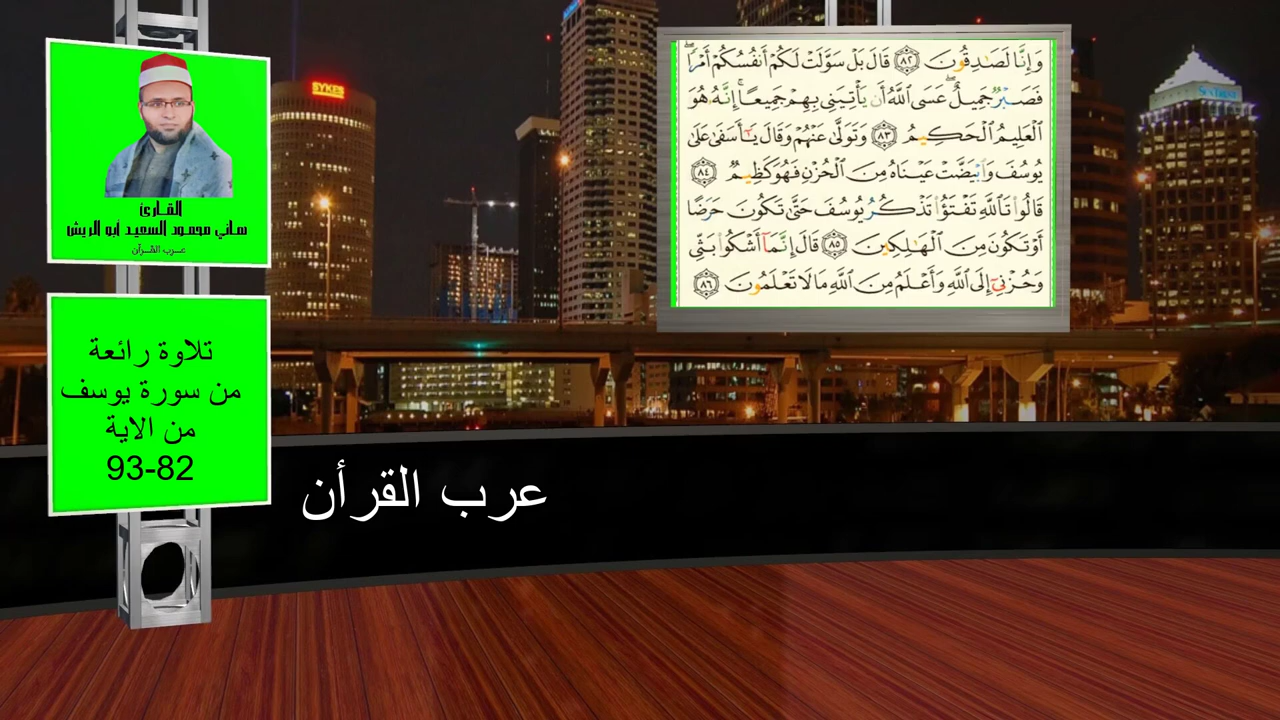 القارئ
هاني محمود السعيد أبو الريش
عرب القرآن
تلاوة رائعة
من سورة يوسف
من الاية
93-82
عرب القرأن
SYKES
SUNTRUST
وَإِنَّا لَصَٰدِقُونَ ٨٢ قَالَ بَلْ سَوَّلَتْ لَكُمْ أَنفُسُكُمْ أَمْرًاۖ
فَصَبْرٌ جَمِيلٌۖ عَسَى ٱللَّهُ أَن يَأْتِيَنِى بِهِمْ جَمِيعًاۚ إِنَّهُۥ هُوَ
ٱلْعَلِيمُ ٱلْحَكِيمُ ٨٣ وَتَوَلَّىٰ عَنْهُمْ وَقَالَ يَٰٓأَسَفَىٰ عَلَىٰ
يُوسُفَ وَٱبْيَضَّتْ عَيْنَاهُ مِنَ ٱلْحُزْنِ فَهُوَ كَظِيمٌ ٨٤
قَالُوا۟ تَٱللَّهِ تَفْتَؤُا۟ تَذْكُرُ يُوسُفَ حَتَّىٰ تَكُونَ حَرَضًا
أَوْ تَكُونَ مِنَ ٱلْهَٰلِكِينَ ٨٥ قَالَ إِنَّمَآ أَشْكُوا۟ بَثِّى
وَحُزْنِىٓ إِلَى ٱللَّهِ وَأَعْلَمُ مِنَ ٱللَّهِ مَا لَا تَعْلَمُونَ ٨٦